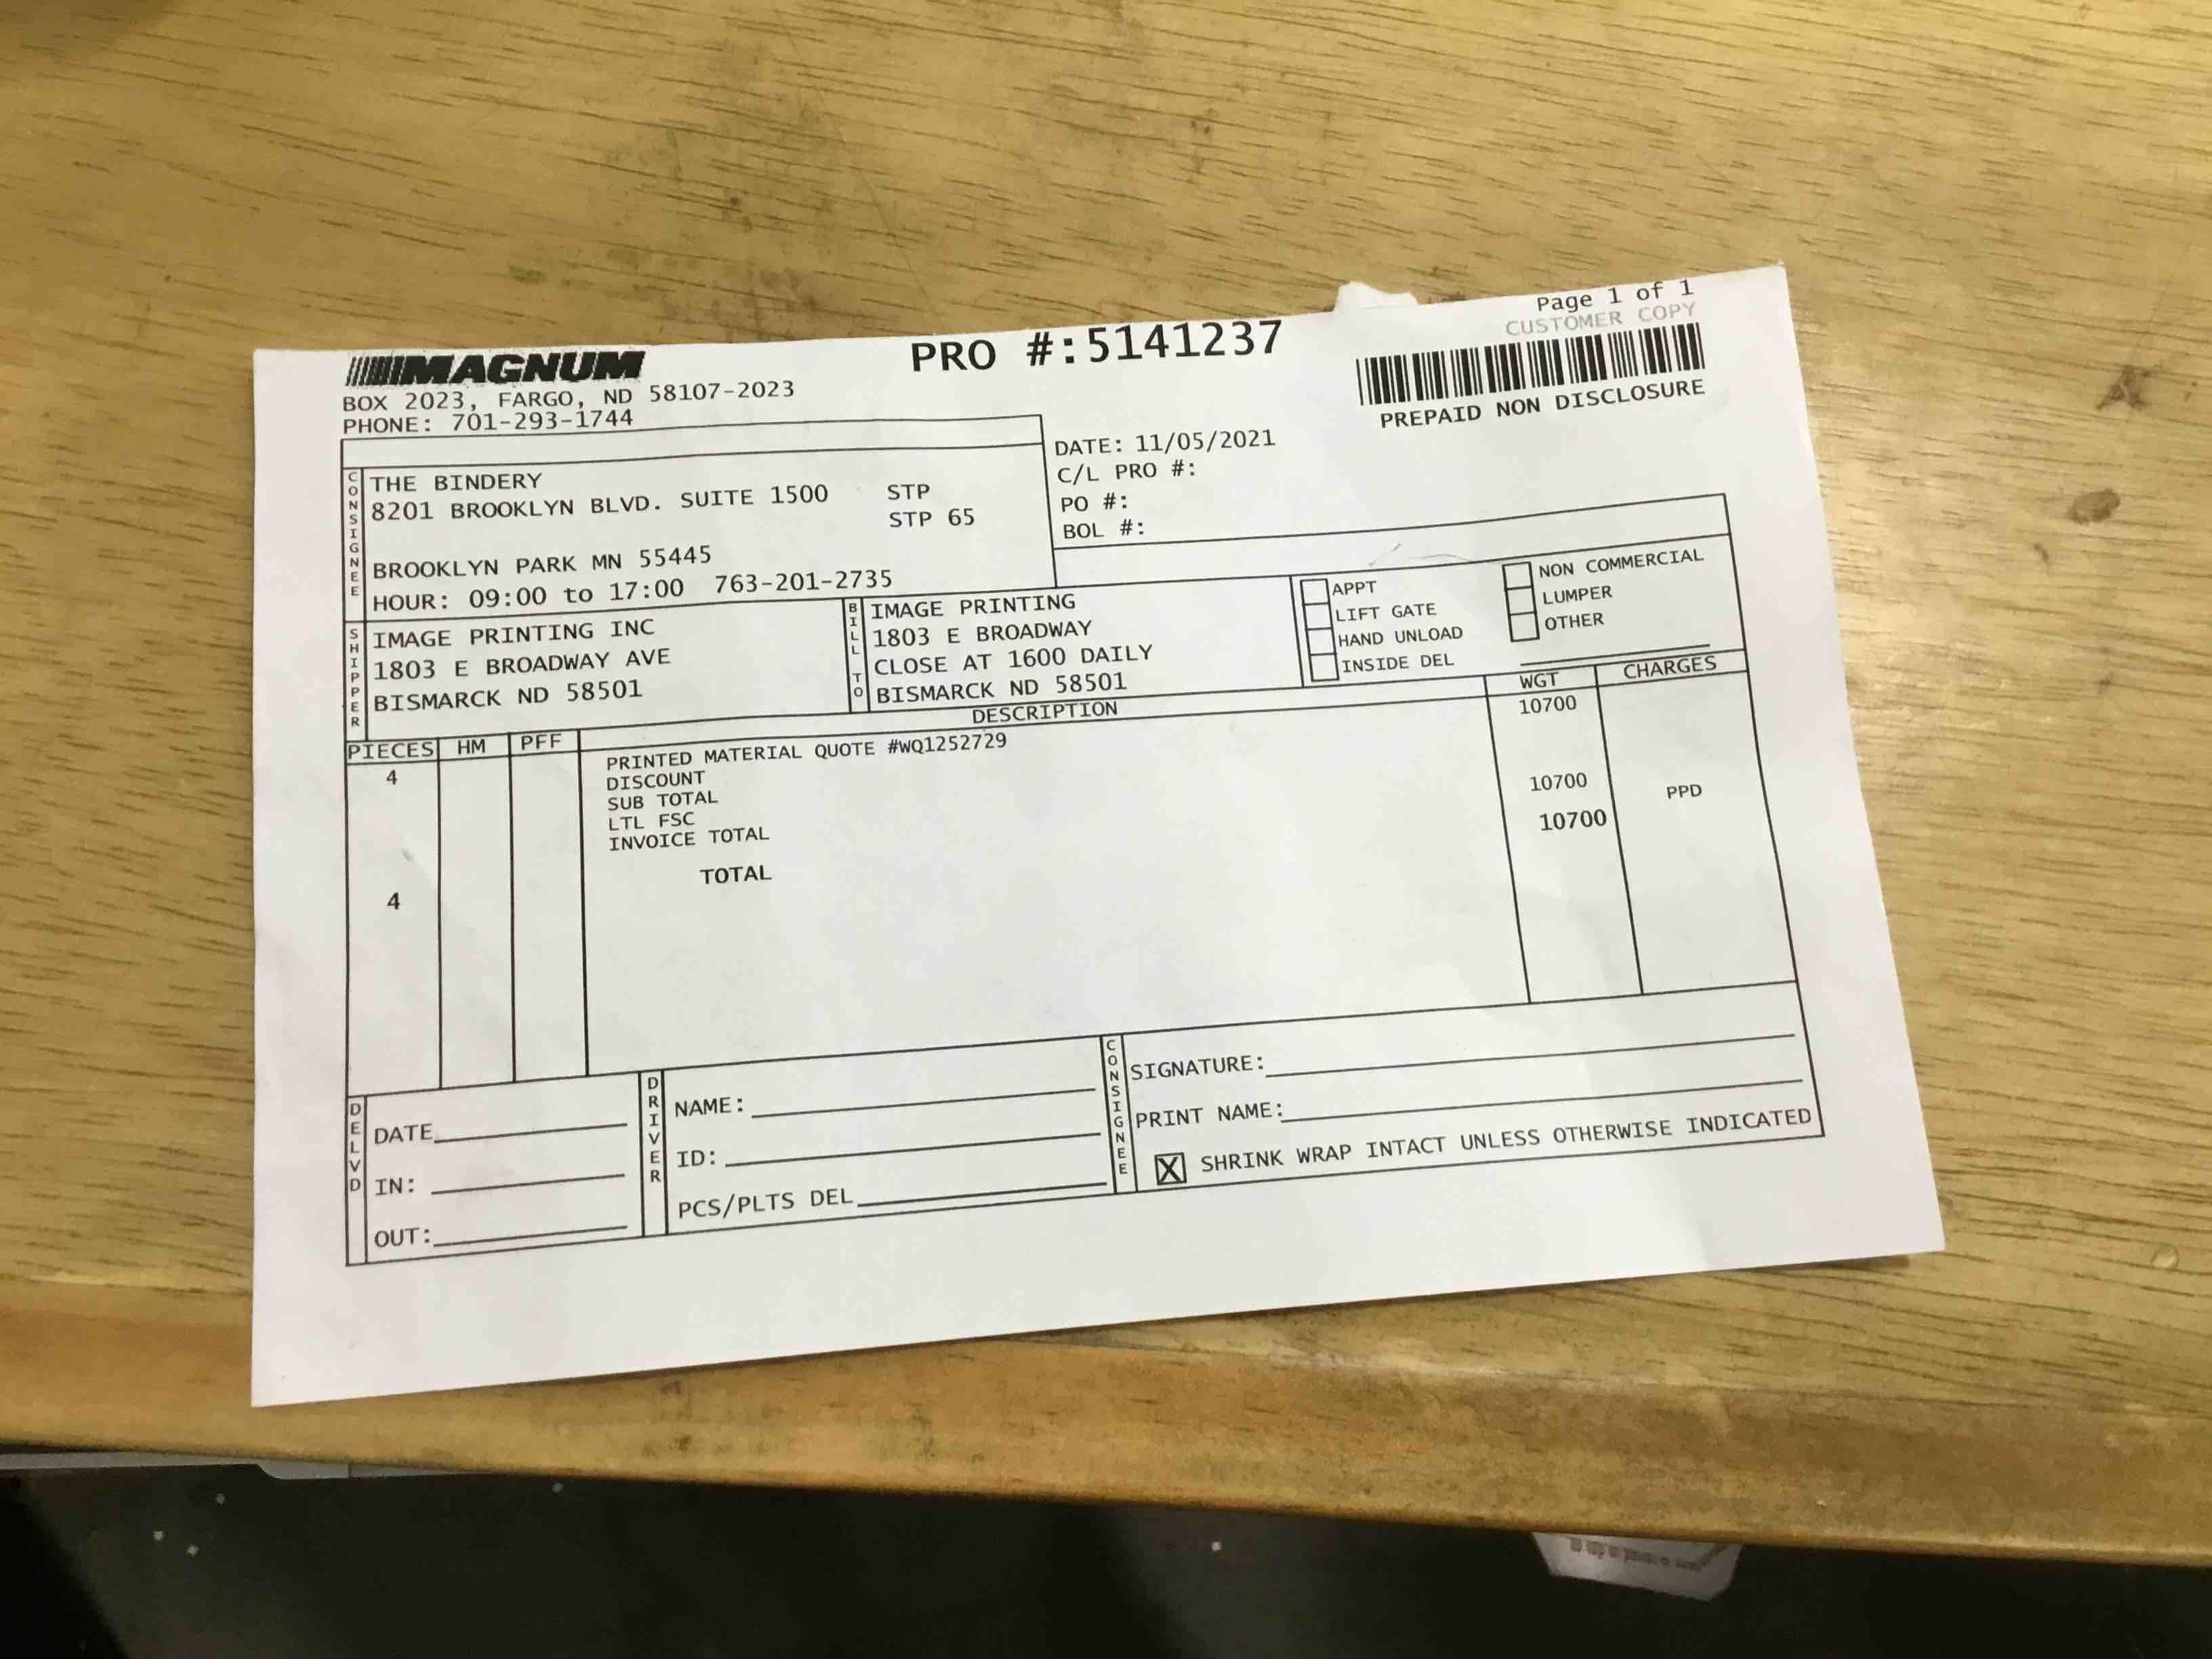 Page 1 of 1
CUSTOMER COPY
MAGNUM
PRO #:5141237
BOX 2023, FARGO, ND 58107-2023
PHONE: 701-293-1744
PREPAID NON DISCLOSURE
CONSIGNEE
THE BINDERY
8201 BROOKLYN BLVD. SUITE 1500 STP
STP 65
BROOKLYN PARK MN 55445
HOUR: 09:00 to 17:00 763-201-2735
DATE: 11/05/2021
C/L PRO #:
PO #:
BOL #:
SHIPPER
IMAGE PRINTING INC
1803 E BROADWAY AVE
BISMARCK ND 58501
BILL TO
IMAGE PRINTING
1803 E BROADWAY
CLOSE AT 1600 DAILY
BISMARCK ND 58501
APPT
LIFT GATE
HAND UNLOAD
INSIDE DEL
NON COMMERCIAL
LUMPER
OTHER
PIECES HM PFF DESCRIPTION WGT CHARGES
4 PRINTED MATERIAL QUOTE #WQ1252729 10700
DISCOUNT
SUB TOTAL
LTL FSC
INVOICE TOTAL 10700 PPD
4 TOTAL 10700
DELVD
DATE
IN:
OUT:
DRIVER
NAME:
ID:
PCS/PLTS DEL
CONSIGNEE
SIGNATURE:
PRINT NAME:
X SHRINK WRAP INTACT UNLESS OTHERWISE INDICATED